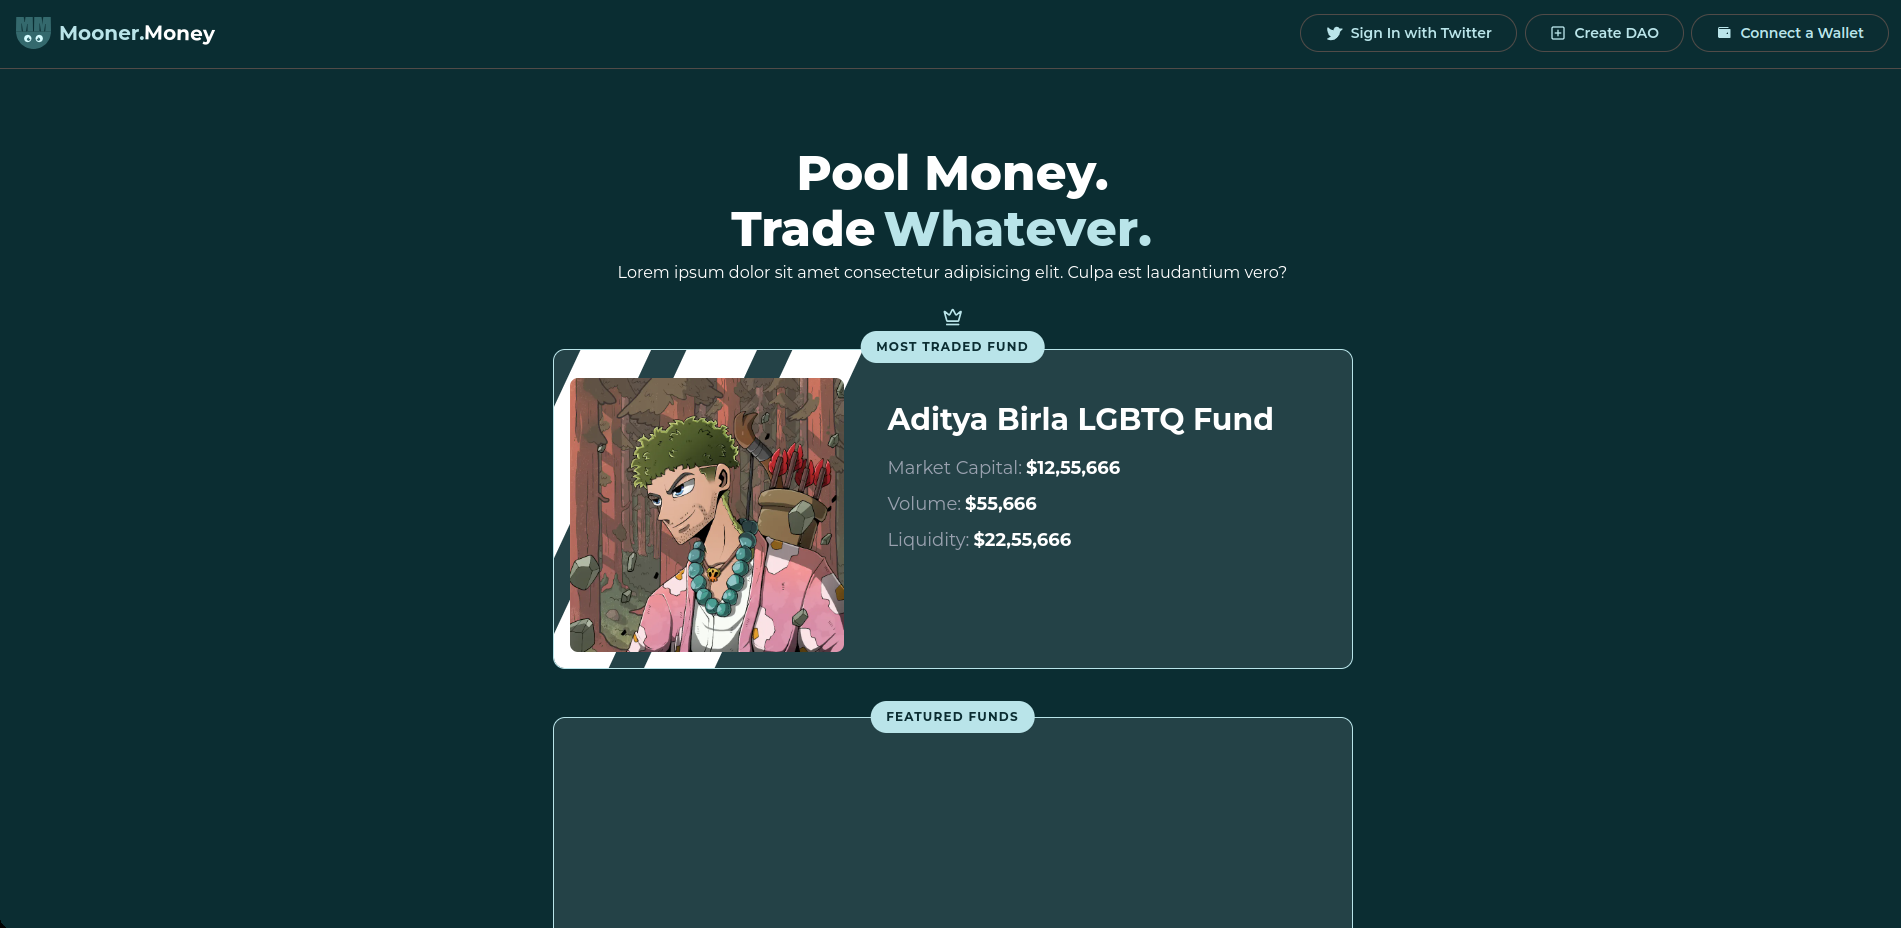 MM
Mooner.Money
Sign In with Twitter
Create DAO
Connect a Wallet
Pool Money.
Trade Whatever.
Lorem ipsum dolor sit amet consectetur adipisicing elit. Culpa est laudantium vero?
MOST TRADED FUND
Aditya Birla LGBTQ Fund
Market Capital: $12,55,666
Volume: $55,666
Liquidity: $22,55,666
FEATURED FUNDS